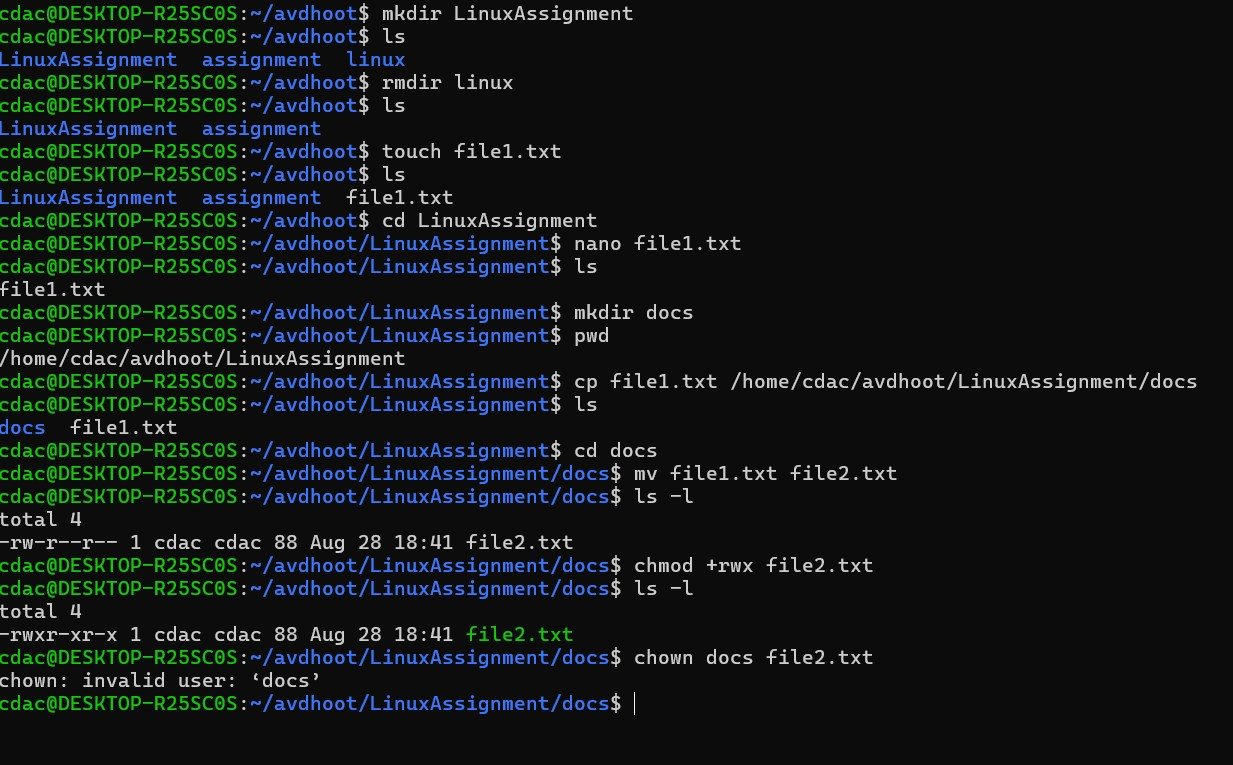 cdac@DESKTOP-R25SC0S:~/avdhoot$ mkdir LinuxAssignment
cdac@DESKTOP-R25SC0S:~/avdhoot$ ls
LinuxAssignment  assignment  linux
cdac@DESKTOP-R25SC0S:~/avdhoot$ rmdir linux
cdac@DESKTOP-R25SC0S:~/avdhoot$ ls
LinuxAssignment  assignment
cdac@DESKTOP-R25SC0S:~/avdhoot$ touch file1.txt
cdac@DESKTOP-R25SC0S:~/avdhoot$ ls
LinuxAssignment  assignment  file1.txt
cdac@DESKTOP-R25SC0S:~/avdhoot$ cd LinuxAssignment
cdac@DESKTOP-R25SC0S:~/avdhoot/LinuxAssignment$ nano file1.txt
cdac@DESKTOP-R25SC0S:~/avdhoot/LinuxAssignment$ ls
file1.txt
cdac@DESKTOP-R25SC0S:~/avdhoot/LinuxAssignment$ mkdir docs
cdac@DESKTOP-R25SC0S:~/avdhoot/LinuxAssignment$ pwd
/home/cdac/avdhoot/LinuxAssignment
cdac@DESKTOP-R25SC0S:~/avdhoot/LinuxAssignment$ cp file1.txt /home/cdac/avdhoot/LinuxAssignment/docs
cdac@DESKTOP-R25SC0S:~/avdhoot/LinuxAssignment$ ls
docs  file1.txt
cdac@DESKTOP-R25SC0S:~/avdhoot/LinuxAssignment$ cd docs
cdac@DESKTOP-R25SC0S:~/avdhoot/LinuxAssignment/docs$ mv file1.txt file2.txt
cdac@DESKTOP-R25SC0S:~/avdhoot/LinuxAssignment/docs$ ls -l
total 4
-rw-r--r-- 1 cdac cdac 88 Aug 28 18:41 file2.txt
cdac@DESKTOP-R25SC0S:~/avdhoot/LinuxAssignment/docs$ chmod +rwx file2.txt
cdac@DESKTOP-R25SC0S:~/avdhoot/LinuxAssignment/docs$ ls -l
total 4
-rwxr-xr-x 1 cdac cdac 88 Aug 28 18:41 file2.txt
cdac@DESKTOP-R25SC0S:~/avdhoot/LinuxAssignment/docs$ chown docs file2.txt
chown: invalid user: ‘docs’
cdac@DESKTOP-R25SC0S:~/avdhoot/LinuxAssignment/docs$